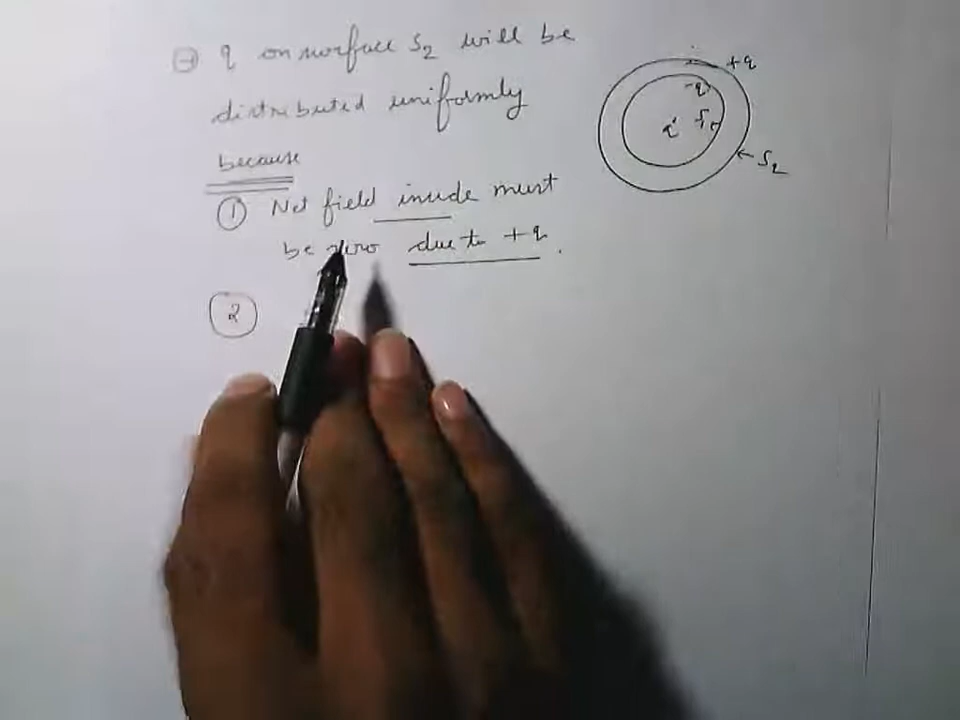 q on surface S2 will be
distributed uniformly
because
① Net field inside must
be zero due to +q.
②
+q
-q
q
S1
← S2